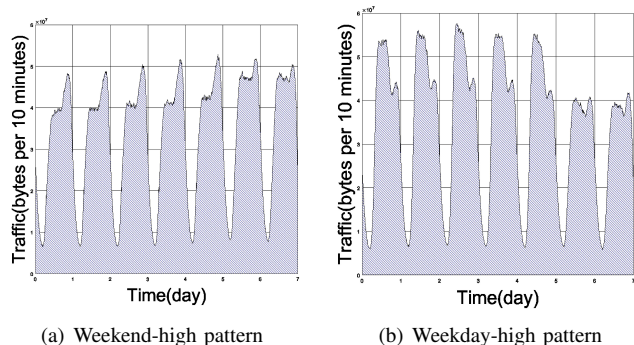 ×10⁷
6
5
4
3
2
1
0
0 1 2 3 4 5 6 7
Traffic(bytes per 10 minutes)
Time(day)
(a) Weekend-high pattern
×10⁷
6
5
4
3
2
1
0
0 1 2 3 4 5 6 7
Traffic(bytes per 10 minutes)
Time(day)
(b) Weekday-high pattern